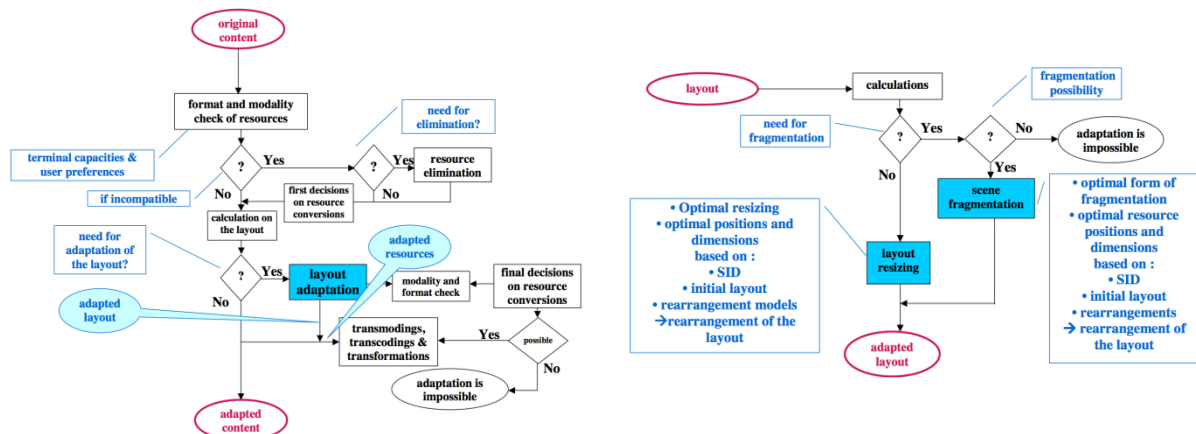 original
content
format and modality
check of resources
need for
elimination?
terminal capacities &
user preferences
?
Yes
?
Yes
resource
elimination
No
No
if incompatible
first decisions
on resource
conversions
calculation on
the layout
need for
adaptation of
the layout?
adapted
resources
?
Yes
layout
adaptation
modality and
format check
final decisions
on resource
conversions
No
adapted
layout
transmodings,
transcodings &
transformations
Yes
possible
No
adaptation is
impossible
adapted
content
layout
calculations
fragmentation
possibility
need for
fragmentation
?
Yes
?
No
adaptation is
impossible
No
Yes
scene
fragmentation
• Optimal resizing
• optimal positions and
dimensions
based on :
• SID
• initial layout
• rearrangement models
→rearrangement of the
layout
layout
resizing
• optimal form of
fragmentation
• optimal resource
positions and
dimensions
based on :
• SID
• initial layout
• rearrangements
→ rearrangement of
the layout
adapted
layout